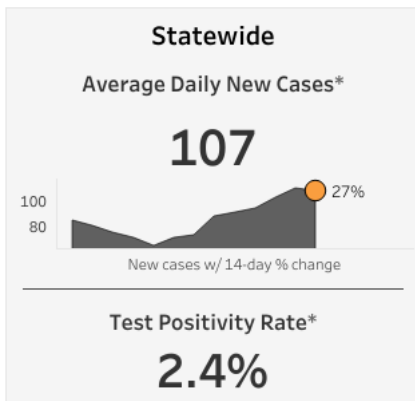 Statewide
Average Daily New Cases*
107
27%
100
80
New cases w/ 14-day % change
Test Positivity Rate*
2.4%